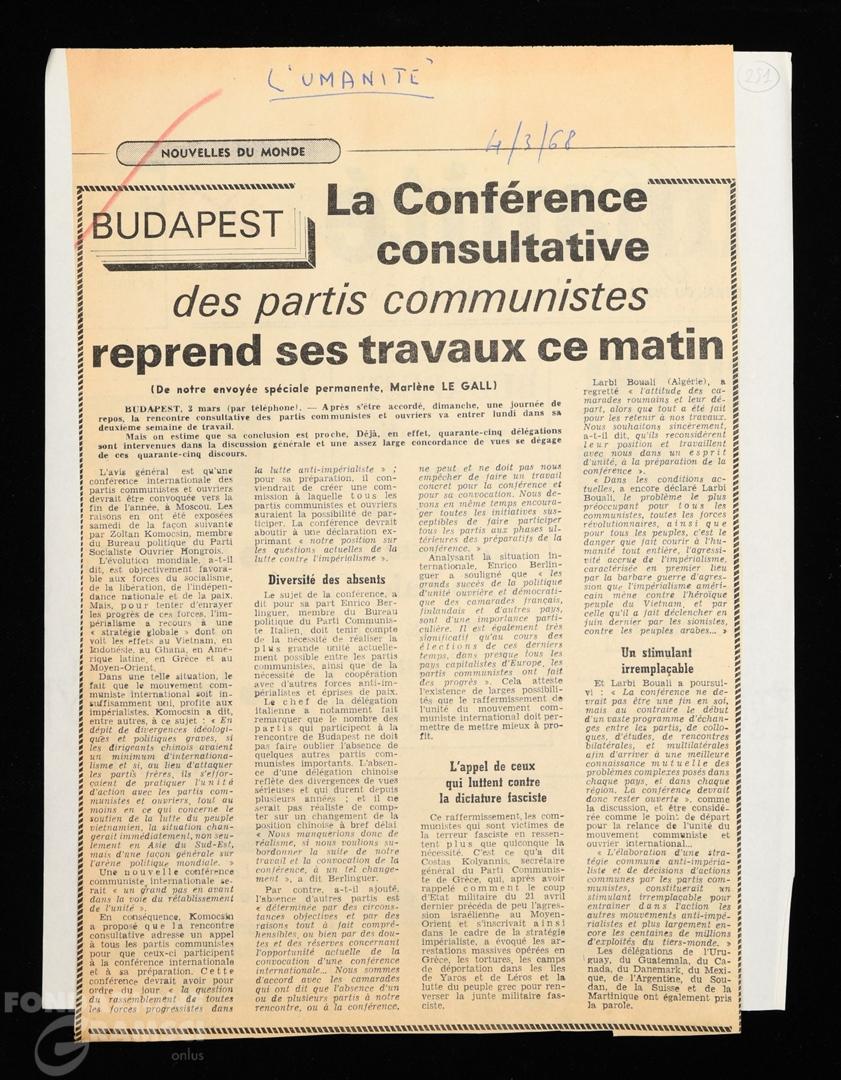 L'UMANITÉ
291
4/3/68
NOUVELLES DU MONDE
BUDAPEST
La Conférence
consultative
des partis communistes
reprend ses travaux ce matin
(De notre envoyée spéciale permanente, Marlène LE GALL)
BUDAPEST, 3 mars (par téléphone). — Après s'être accordé, dimanche, une journée de
repos, la rencontre consultative des partis communistes et ouvriers va entrer lundi dans sa
deuxième semaine de travail.
Mais on estime que sa conclusion est proche. Déjà, en effet, quarante-cinq délégations
sont intervenues dans la discussion générale et une assez large concordance de vues se dégage
de ces quarante-cinq discours.
L'avis général est qu'une
conférence internationale des
partis communistes et ouvriers
devrait être convoquée vers la
fin de l'année, à Moscou. Les
raisons en ont été exposées
samedi de la façon suivante
par Zoltan Komocsin, membre
du Bureau politique du Parti
Socialiste Ouvrier Hongrois.
L'évolution mondiale, a-t-il
dit, est objectivement favora-
ble aux forces du socialisme,
de la libération, de l'indépen-
dance nationale et de la paix.
Mais, pour tenter d'enrayer
les progrès de ces forces, l'im-
périalisme a recours à une
« stratégie globale » dont on
voit les effets au Vietnam, en
Indonésie, au Ghana, en Amé-
rique latine, en Grèce et au
Moyen-Orient.
Dans une telle situation, le
fait que le mouvement com-
muniste international soit in-
suffisamment uni, profite aux
impérialistes. Komocsin a dit,
entre autres, à ce sujet : « En
dépit de divergences idéologi-
ques et politiques graves, si
les dirigeants chinois avaient
un minimum d'internationa-
lisme et si, au lieu d'attaquer
les partis frères, ils s'effor-
çaient de pratiquer l'unité
d'action avec les partis com-
munistes et ouvriers, tout au
moins en ce qui concerne le
soutien de la lutte du peuple
vietnamien, la situation chan-
gerait immédiatement, non seu-
lement en Asie du Sud-Est,
mais d'une façon générale sur
l'arène politique mondiale. »
Une nouvelle conférence
communiste internationale se-
rait « un grand pas en avant
dans la voie du rétablissement
de l'unité ».
En conséquence, Komocsin
a proposé que la rencontre
consultative adresse un appel
à tous les partis communistes
pour que ceux-ci participent
à la conférence internationale
et à sa préparation. Cette
conférence devrait avoir pour
ordre du jour « la question
du rassemblement de toutes
les forces progressistes dans
la lutte anti-impérialiste » ;
pour sa préparation, il con-
viendrait de créer une com-
mission à laquelle tous les
partis communistes et ouvriers
auraient la possibilité de par-
ticiper. La conférence devrait
aboutir à une déclaration ex-
primant « notre position sur
les questions actuelles de la
lutte contre l'impérialisme ».
Diversité des absents
Le sujet de la conférence, a
dit pour sa part Enrico Ber-
linguer, membre du Bureau
politique du Parti Communis-
te Italien, doit tenir compte
de la nécessité de réaliser la
plus grande unité actuelle-
ment possible entre les partis
communistes, ainsi que de la
nécessité de la coopération
avec d'autres forces anti-im-
périalistes et éprises de paix.
Le chef de la délégation
italienne a notamment fait
remarquer que le nombre des
partis qui participent à la
rencontre de Budapest ne doit
pas faire oublier l'absence de
quelques autres partis com-
munistes importants. L'absen-
ce d'une délégation chinoise
reflète des divergences de vues
sérieuses et qui durent depuis
plusieurs années ; et il ne
serait pas réaliste de comp-
ter sur un changement de la
position chinoise à bref délai
« Nous manquerions donc de
réalisme, si nous voulions su-
bordonner la suite de notre
travail et la convocation de la
conférence, à un tel change-
ment », a dit Berlinguer.
Par contre, a-t-il ajouté,
l'absence d'autres partis est
« déterminée par des circons-
tances objectives et par des
raisons tout à fait compré-
hensibles, ou bien par des dou-
tes et des réserves concernant
l'opportunité actuelle de la
convocation d'une conférence
internationale... Nous sommes
d'accord avec les camarades
qui ont dit que l'absence d'un
ou de plusieurs partis à notre
rencontre, ou à la conférence,
ne peut et ne doit pas nous
empêcher de faire un travail
concret pour la conférence et
pour sa convocation. Nous de-
vons en même temps encoura-
ger toutes les initiatives sus-
ceptibles de faire participer
tous les partis aux phases ul-
térieures des préparatifs de la
conférence. »
Analysant la situation in-
ternationale, Enrico Berlin-
guer a souligné que « les
grands succès de la politique
d'unité ouvrière et démocrati-
que des camarades français,
finlandais et d'autres pays,
sont d'une importance parti-
culière. Il est également très
significatif qu'au cours des
élections de ces derniers
temps, dans presque tous les
pays capitalistes d'Europe, les
partis communistes ont fait
des progrès ». Cela atteste
l'existence de larges possibili-
tés que le raffermissement de
l'unité du mouvement com-
muniste international doit per-
mettre de mettre mieux à pro-
fit.
L'appel de ceux
qui luttent contre
la dictature fasciste
Ce raffermissement, les com-
munistes qui sont victimes de
la terreur fasciste en ressen-
tent plus que quiconque la
nécessité. C'est ce qu'a dit
Costas Kolyannis, secrétaire
général du Parti Communis-
te de Grèce, qui, après avoir
rappelé comment le coup
d'Etat militaire du 21 avril
dernier précéda de peu l'agres-
sion israélienne au Moyen-
Orient et s'inscrivait ainsi
dans le cadre de la stratégie
impérialiste, a évoqué les ar-
restations massives opérées en
Grèce, les tortures, les camps
de déportation dans les îles
de Yaros et de Léros et la
lutte du peuple grec pour ren-
verser la junte militaire fas-
ciste.
Larbi Bouali (Algérie), a
regretté « l'attitude des ca-
marades roumains et leur dé-
part, alors que tout a été fait
pour les retenir à nos travaux.
Nous souhaitons sincèrement,
a-t-il dit, qu'ils reconsidèrent
leur position et travaillent
avec nous dans un esprit
d'unité, à la préparation de la
conférence ».
« Dans les conditions ac-
tuelles, a encore déclaré Larbi
Bouali, le problème le plus
préoccupant pour tous les
communistes, toutes les forces
révolutionnaires, ainsi que
pour tous les peuples, c'est le
danger que fait courir à l'hu-
manité tout entière, l'agressi-
vité accrue de l'impérialisme,
caractérisée en premier lieu
par la barbare guerre d'agres-
sion que l'impérialisme améri-
cain mène contre l'héroïque
peuple du Vietnam, et par
celle qu'il a fait déclencher en
juin dernier par les sionistes,
contre les peuples arabes... »
Un stimulant
irremplaçable
Et Larbi Bouali a poursui-
vi : « La conférence ne de-
vrait pas être une fin en soi,
mais au contraire le début
d'un vaste programme d'échan-
ges entre les partis, de collo-
ques, d'études, de rencontres
bilatérales, et multilatérales
afin d'arriver à une meilleure
connaissance mutuelle des
problèmes complexes posés dans
chaque pays, et dans chaque
région. La conférence devrait
donc rester ouverte », comme
la discussion, et être considé-
rée comme le point de départ
pour la relance de l'unité du
mouvement communiste et
ouvrier international...
« L'élaboration d'une stra-
tégie commune anti-impéria-
liste et de décisions d'actions
communes par les partis com-
munistes, constituerait un
stimulant irremplaçable pour
entraîner dans l'action les
autres mouvements anti-impé-
rialistes et plus largement en-
core les centaines de millions
d'exploités du tiers-monde. »
Les délégations de l'Uru-
guay, du Guatemala, du Ca-
nada, du Danemark, du Mexi-
que, de l'Argentine, du Sou-
dan, de la Suisse et de la
Martinique ont également pris
la parole.
GRAMSCI
onlus